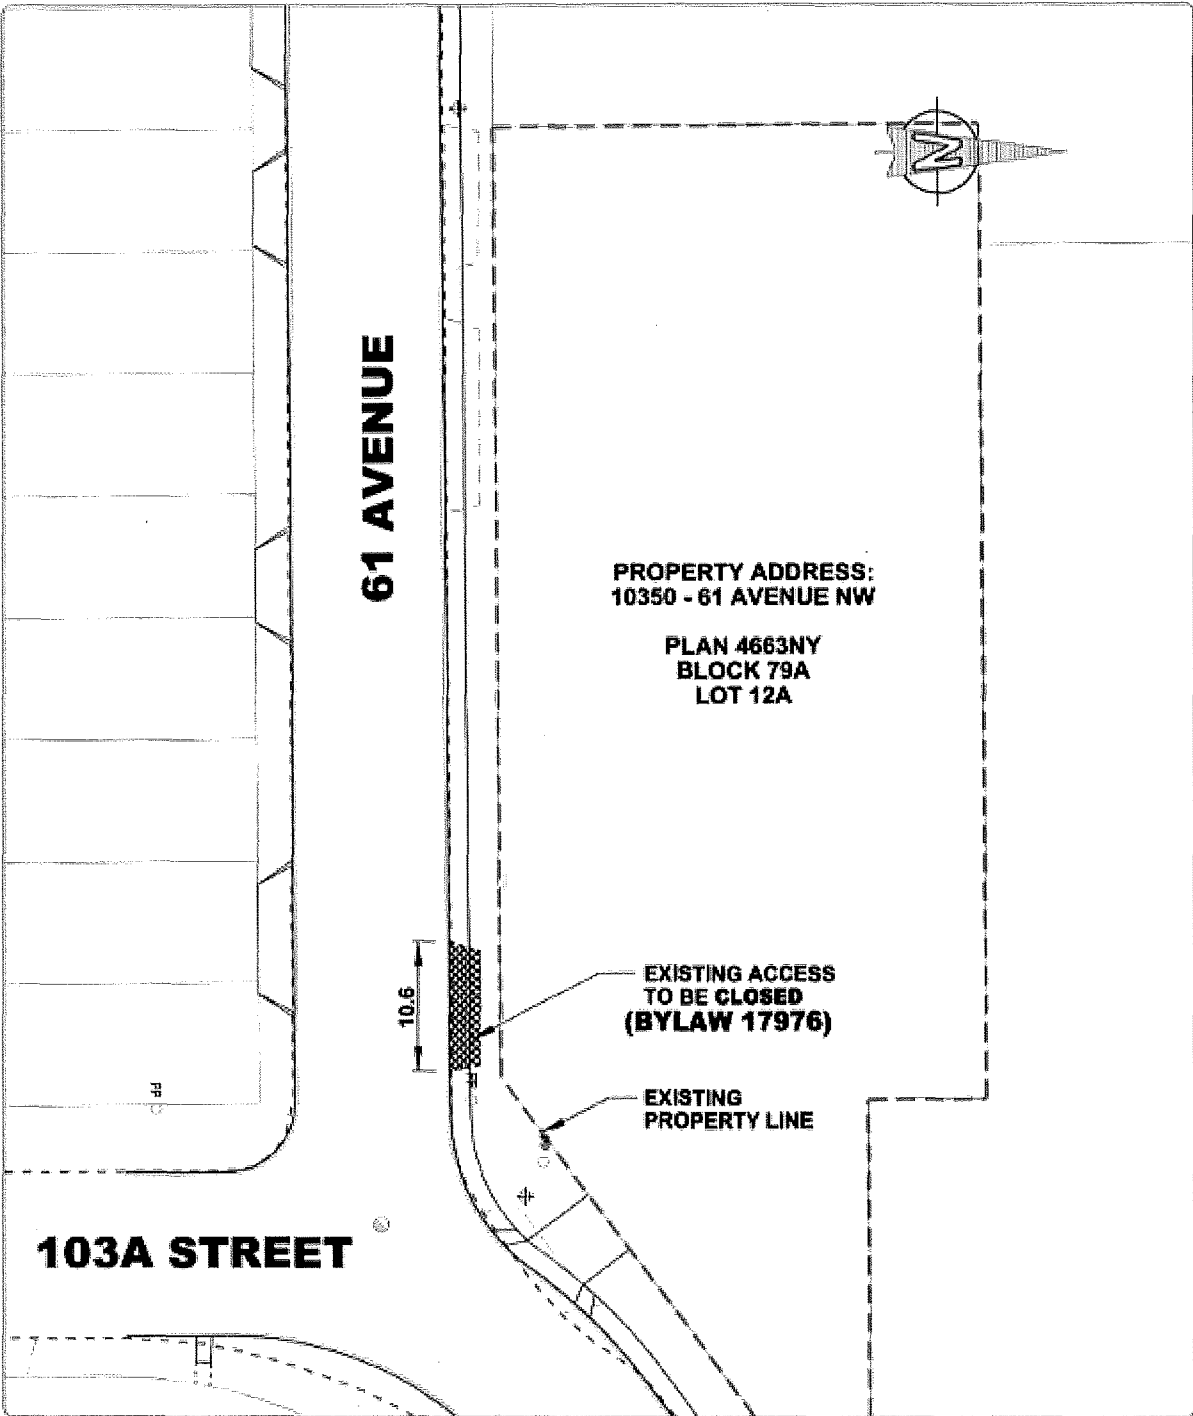 N
61 AVENUE
PROPERTY ADDRESS:
10350 - 61 AVENUE NW
PLAN 4663NY
BLOCK 79A
LOT 12A
10.6
EXISTING ACCESS
TO BE CLOSED
(BYLAW 17976)
EXISTING
PROPERTY LINE
PP
103A STREET